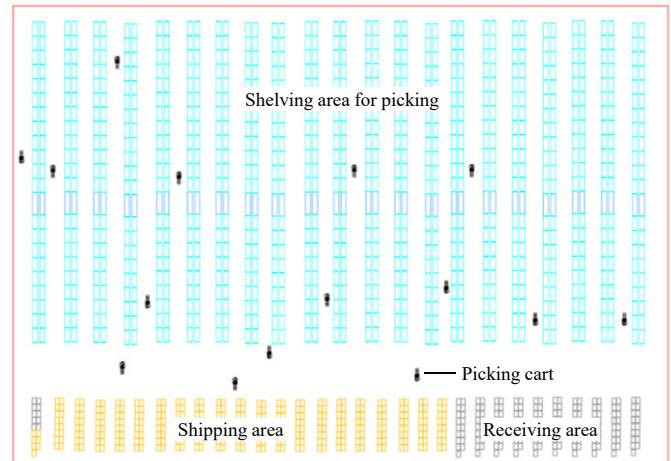 Shelving area for picking
Picking cart
Shipping area
Receiving area